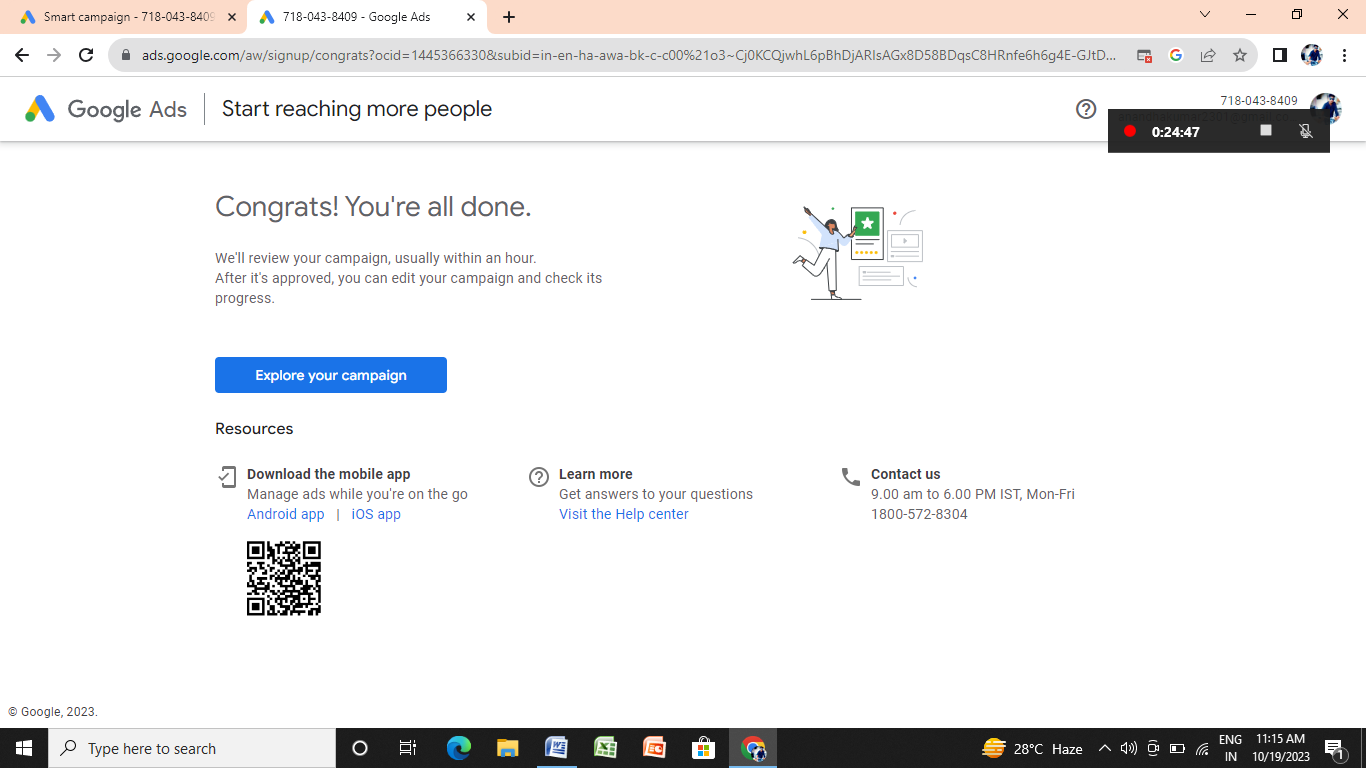 Smart campaign - 718-043-8409
718-043-8409 - Google Ads
ads.google.com/aw/signup/congrats?ocid=1445366330&subid=in-en-ha-awa-bk-c-c00%21o3~Cj0KCQjwhL6pBhDjARIsAGx8D58BDqsC8HRnfe6h6g4E-GJtD...
Google Ads
Start reaching more people
718-043-8409
0:24:47
Congrats! You're all done.
We'll review your campaign, usually within an hour.
After it's approved, you can edit your campaign and check its
progress.
Explore your campaign
Resources
Download the mobile app
Manage ads while you're on the go
Android app | iOS app
Learn more
Get answers to your questions
Visit the Help center
Contact us
9.00 am to 6.00 PM IST, Mon-Fri
1800-572-8304
© Google, 2023.
Type here to search
28°C Haze
ENG
IN
11:15 AM
10/19/2023
1